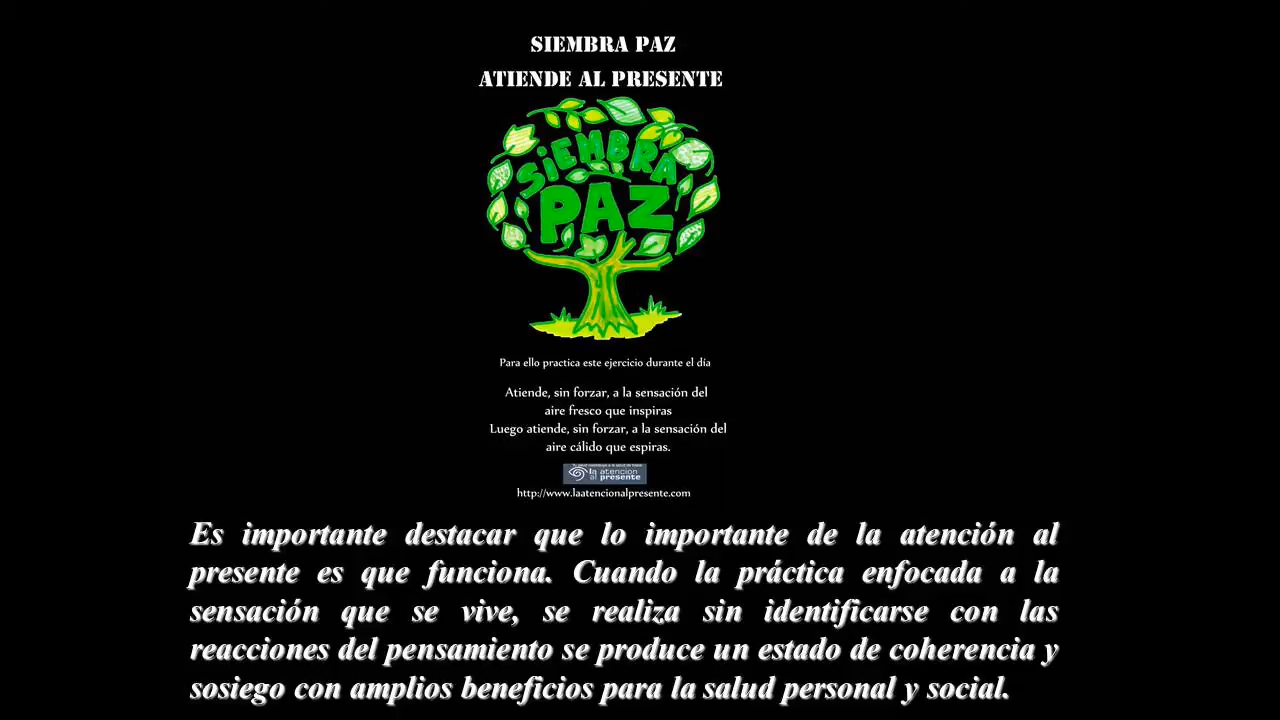 SIEMBRA PAZ
ATIENDE AL PRESENTE
SiEMBRA
PAZ
Para ello practica este ejercicio durante el día
Atiende, sin forzar, a la sensación del
aire fresco que inspiras
Luego atiende, sin forzar, a la sensación del
aire cálido que espiras.
la atencion
al presente
http://www.laatencionalpresente.com
Es importante destacar que lo importante de la atención al
presente es que funciona. Cuando la práctica enfocada a la
sensación que se vive, se realiza sin identificarse con las
reacciones del pensamiento se produce un estado de coherencia y
sosiego con amplios beneficios para la salud personal y social.